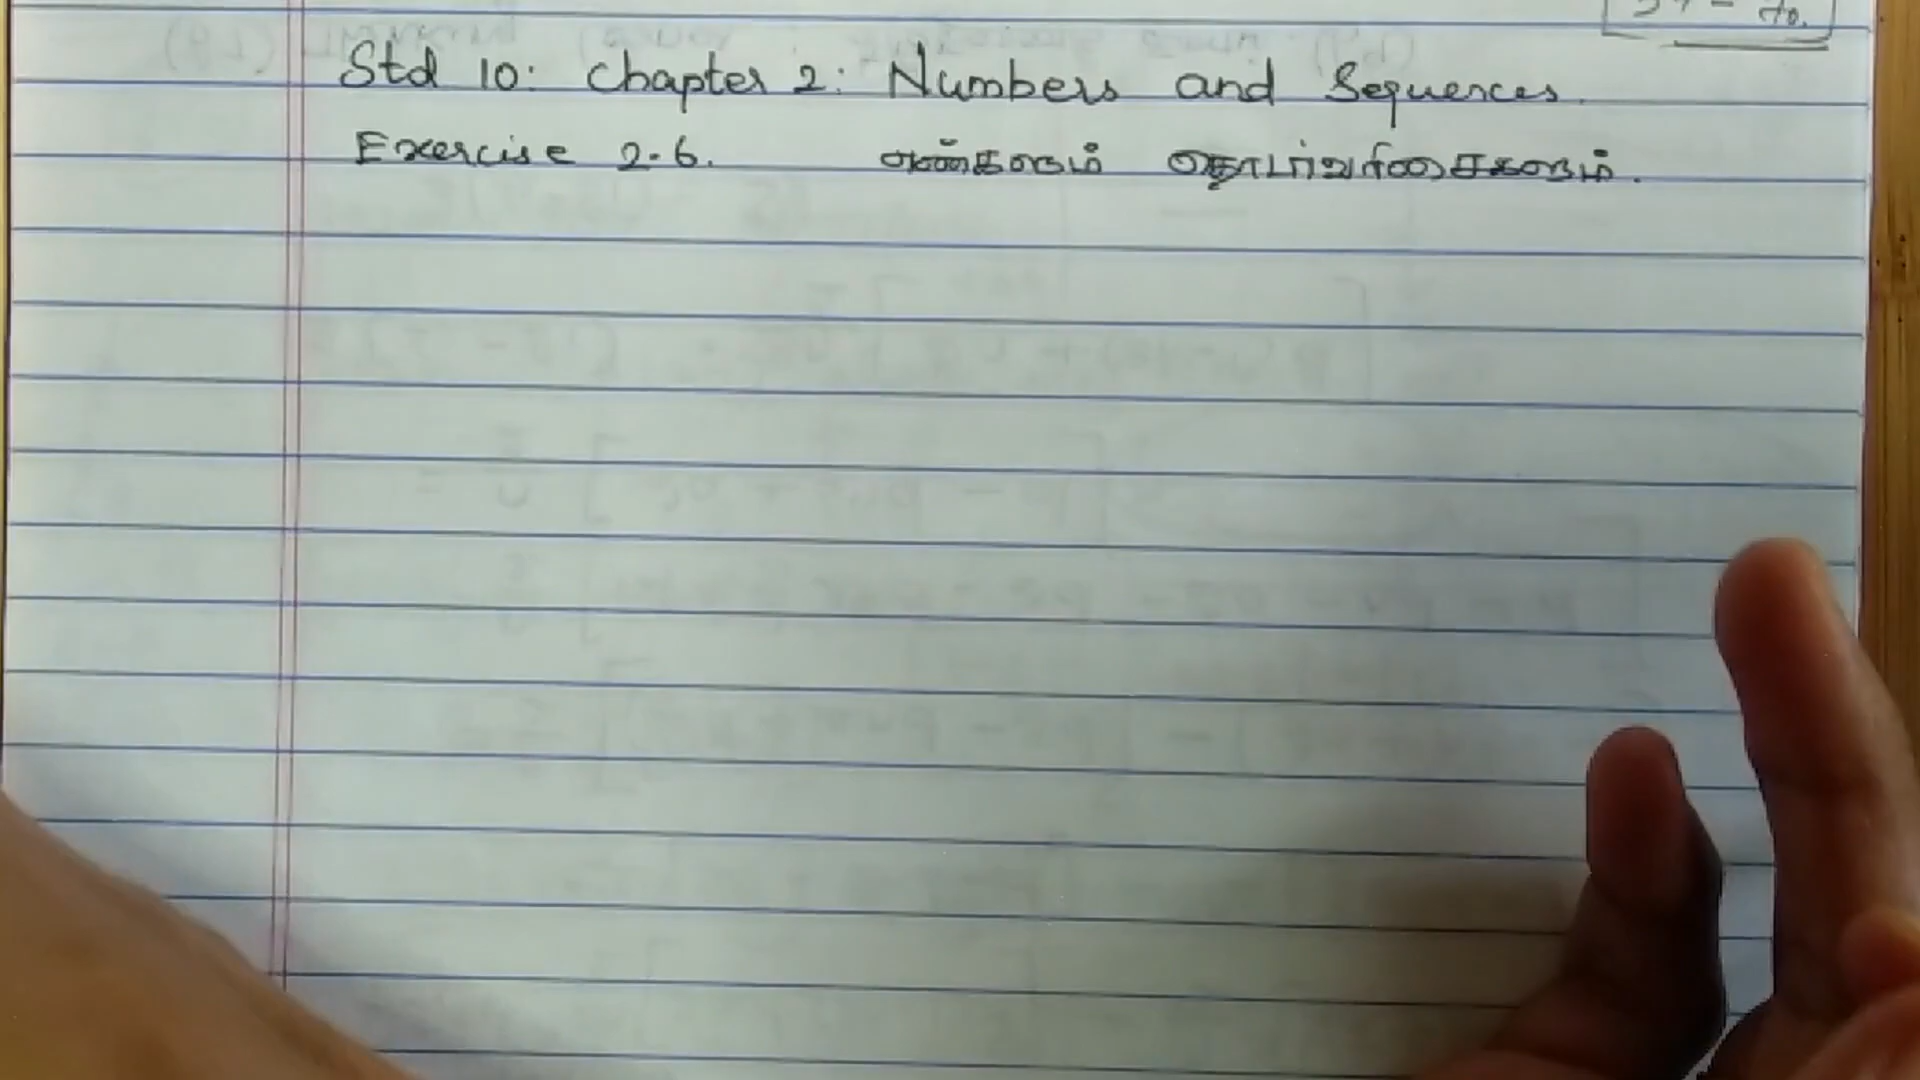 Std 10: Chapter 2: Numbers and Sequences.
Exercise 2.6. எண்களும் தொடர்வரிசைகளும்.